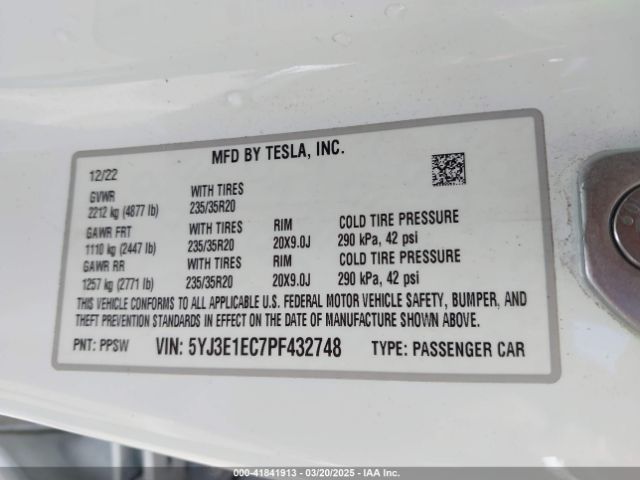 MFD BY TESLA, INC.
12/22
GVWR WITH TIRES
2212 kg (4877 lb) 235/35R20
GAWR FRT WITH TIRES RIM COLD TIRE PRESSURE
1110 kg (2447 lb) 235/35R20 20X9.0J 290 kPa, 42 psi
GAWR RR WITH TIRES RIM COLD TIRE PRESSURE
1257 kg (2771 lb) 235/35R20 20X9.0J 290 kPa, 42 psi
THIS VEHICLE CONFORMS TO ALL APPLICABLE U.S. FEDERAL MOTOR VEHICLE SAFETY, BUMPER, AND
THEFT PREVENTION STANDARDS IN EFFECT ON THE DATE OF MANUFACTURE SHOWN ABOVE.
PNT: PPSW VIN: 5YJ3E1EC7PF432748 TYPE: PASSENGER CAR
000-41841913 - 03/20/2025 - IAA Inc.